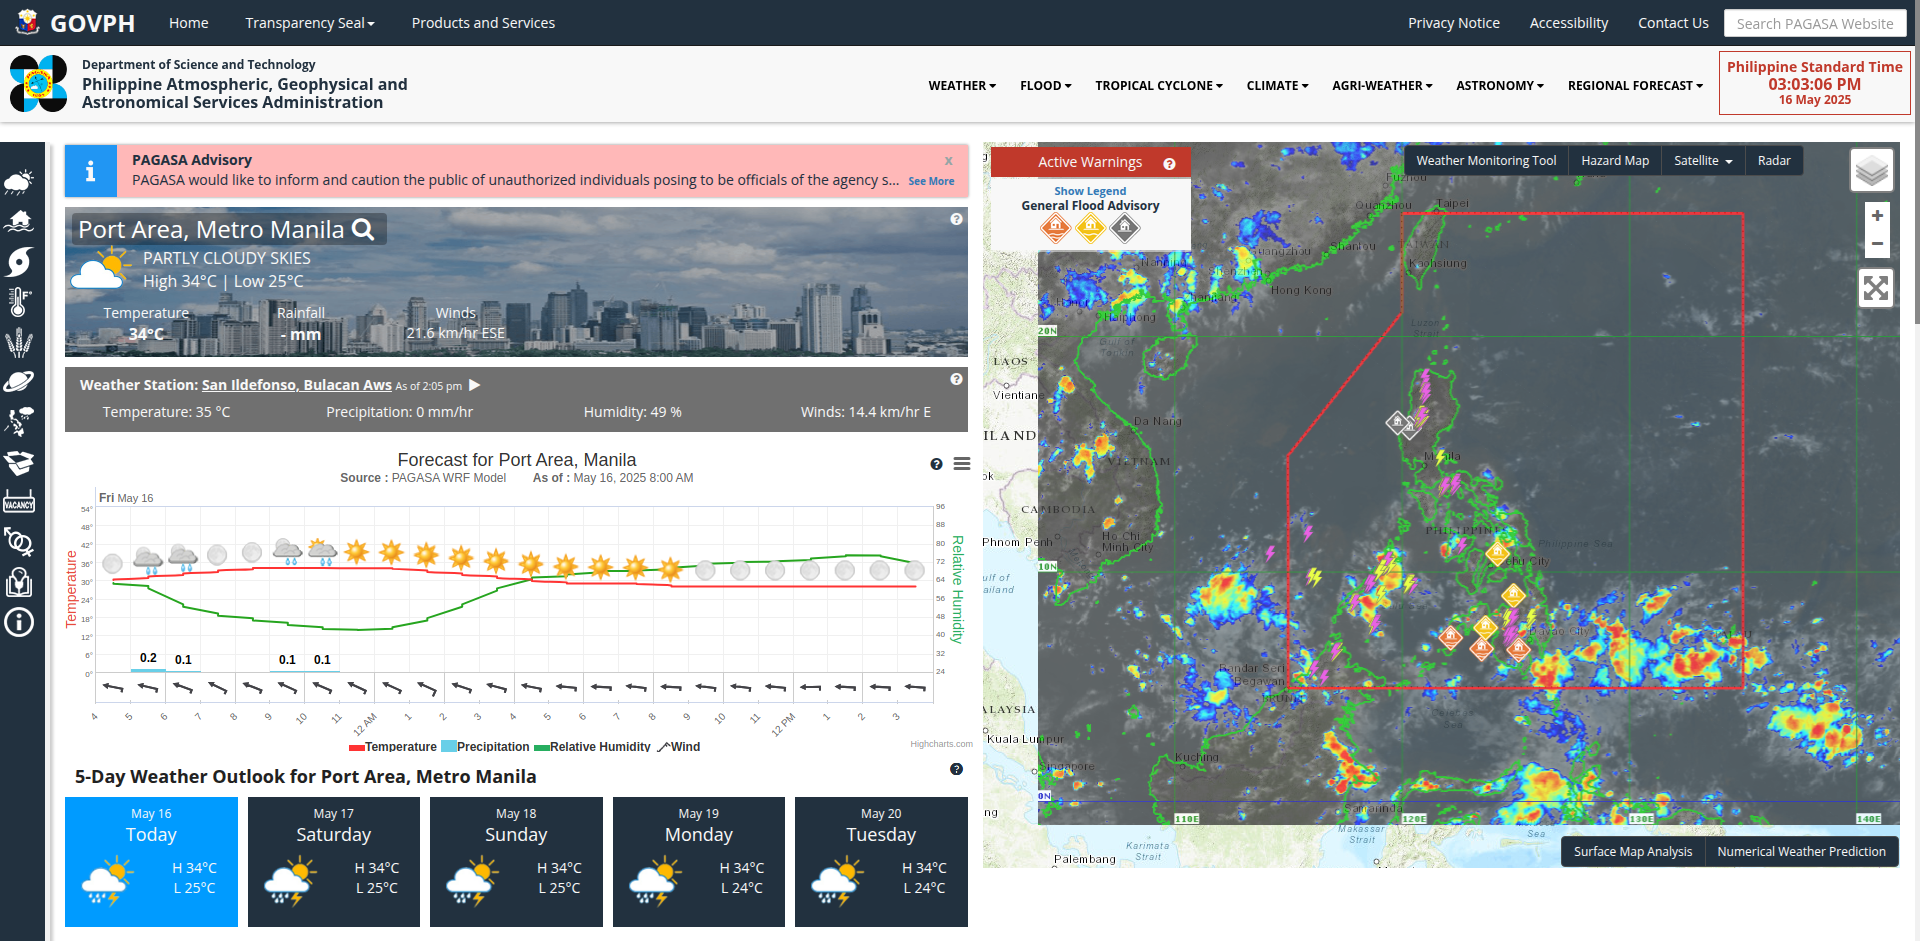 GOVPH
Home
Transparency Seal
Products and Services
Privacy Notice
Accessibility
Contact Us
Search PAGASA Website
Department of Science and Technology
Philippine Atmospheric, Geophysical and
Astronomical Services Administration
WEATHER
FLOOD
TROPICAL CYCLONE
CLIMATE
AGRI-WEATHER
ASTRONOMY
REGIONAL FORECAST
Philippine Standard Time
03:03:06 PM
16 May 2025
VACANCY
PAGASA Advisory
x
PAGASA would like to inform and caution the public of unauthorized individuals posing to be officials of the agency s...
See More
Port Area, Metro Manila
PARTLY CLOUDY SKIES
High 34°C | Low 25°C
Temperature
34°C
Rainfall
- mm
Winds
21.6 km/hr ESE
Weather Station: San Ildefonso, Bulacan Aws As of 2:05 pm
Temperature: 35 °C
Precipitation: 0 mm/hr
Humidity: 49 %
Winds: 14.4 km/hr E
Forecast for Port Area, Manila
Source : PAGASA WRF Model As of : May 16, 2025 8:00 AM
Fri May 16
Temperature
54°
48°
42°
36°
30°
24°
18°
12°
6°
0°
0.2
0.1
0.1
0.1
96
88
80
72
64
56
48
40
32
24
Relative Humidity
4
5
6
7
8
9
10
11
12 AM
1
2
3
4
5
6
7
8
9
10
11
12 PM
1
2
3
Temperature
Precipitation
Relative Humidity
Wind
Highcharts.com
5-Day Weather Outlook for Port Area, Metro Manila
May 16
Today
H 34°C
L 25°C
May 17
Saturday
H 34°C
L 25°C
May 18
Sunday
H 34°C
L 25°C
May 19
Monday
H 34°C
L 24°C
May 20
Tuesday
H 34°C
L 24°C
Active Warnings
Show Legend
General Flood Advisory
Weather Monitoring Tool
Hazard Map
Satellite
Radar
+
−
Fuzhou
Quanzhou
Taipei
Shantou
TAIWAN
Kaohsiung
Hong Kong
Haiphong
20N
Gulf of
Luzon
Strait
LAOS
Vientiane
Da Nang
ILAND
VIETNAM
CAMBODIA
Phnom Penh
Ho Chi
Minh City
Manila
PHILIPPINES
Philippine Sea
10N
ulf of
ailand
Davao City
Bandar Seri
Begawan
ALAYSIA
Kuala Lumpur
Kuching
Singapore
Samarinda
0N
110E
120E
130E
140E
Karimata
Strait
Makassar
Strait
Sea
Palembang
Surface Map Analysis
Numerical Weather Prediction